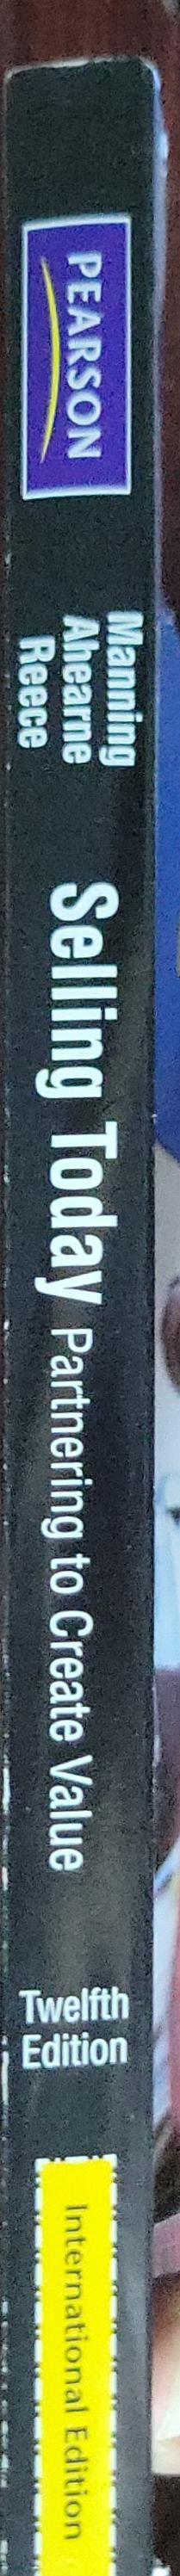 PEARSON
Manning
Ahearne
Reece
Selling Today Partnering to Create Value
Twelfth
Edition
International Edition